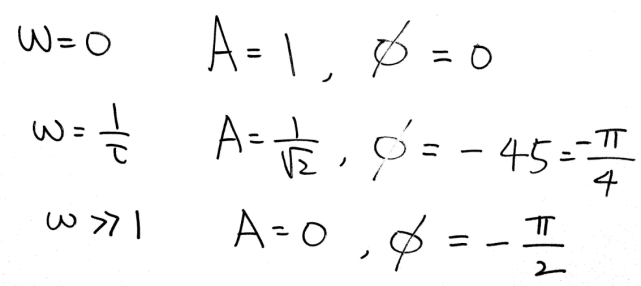 ω=0 A=1, φ=0
ω=1/τ A=1/√2, φ=-45=-π/4
ω≫1 A=0, φ=-π/2